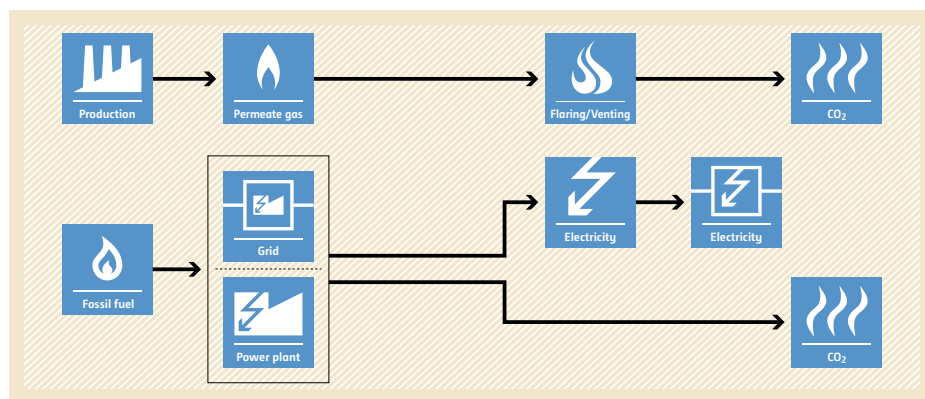 Production
Permeate gas
Flaring/Venting
CO₂
Grid
Electricity
Electricity
Fossil fuel
Power plant
CO₂